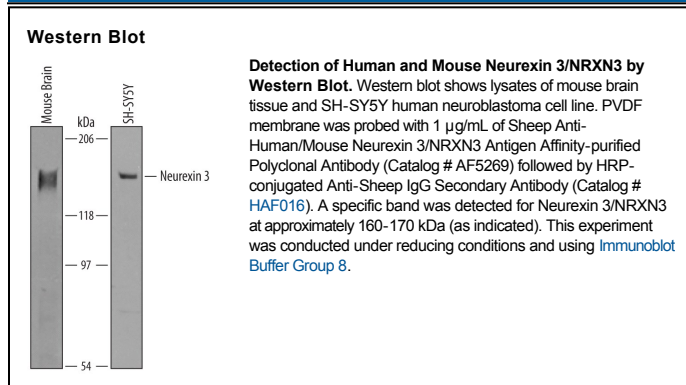 Western Blot
Mouse Brain
SH-SY5Y
kDa
206
Neurexin 3
118
97
54
Detection of Human and Mouse Neurexin 3/NRXN3 by
Western Blot. Western blot shows lysates of mouse brain
tissue and SH-SY5Y human neuroblastoma cell line. PVDF
membrane was probed with 1 µg/mL of Sheep Anti-
Human/Mouse Neurexin 3/NRXN3 Antigen Affinity-purified
Polyclonal Antibody (Catalog # AF5269) followed by HRP-
conjugated Anti-Sheep IgG Secondary Antibody (Catalog #
HAF016). A specific band was detected for Neurexin 3/NRXN3
at approximately 160-170 kDa (as indicated). This experiment
was conducted under reducing conditions and using Immunoblot
Buffer Group 8.